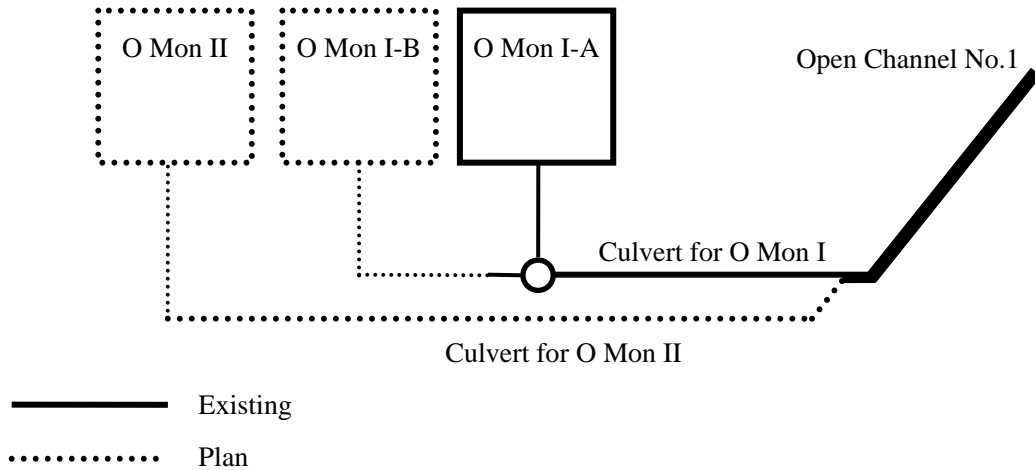 O Mon II
O Mon I-B
O Mon I-A
Open Channel No.1
Culvert for O Mon I
Culvert for O Mon II
Existing
Plan